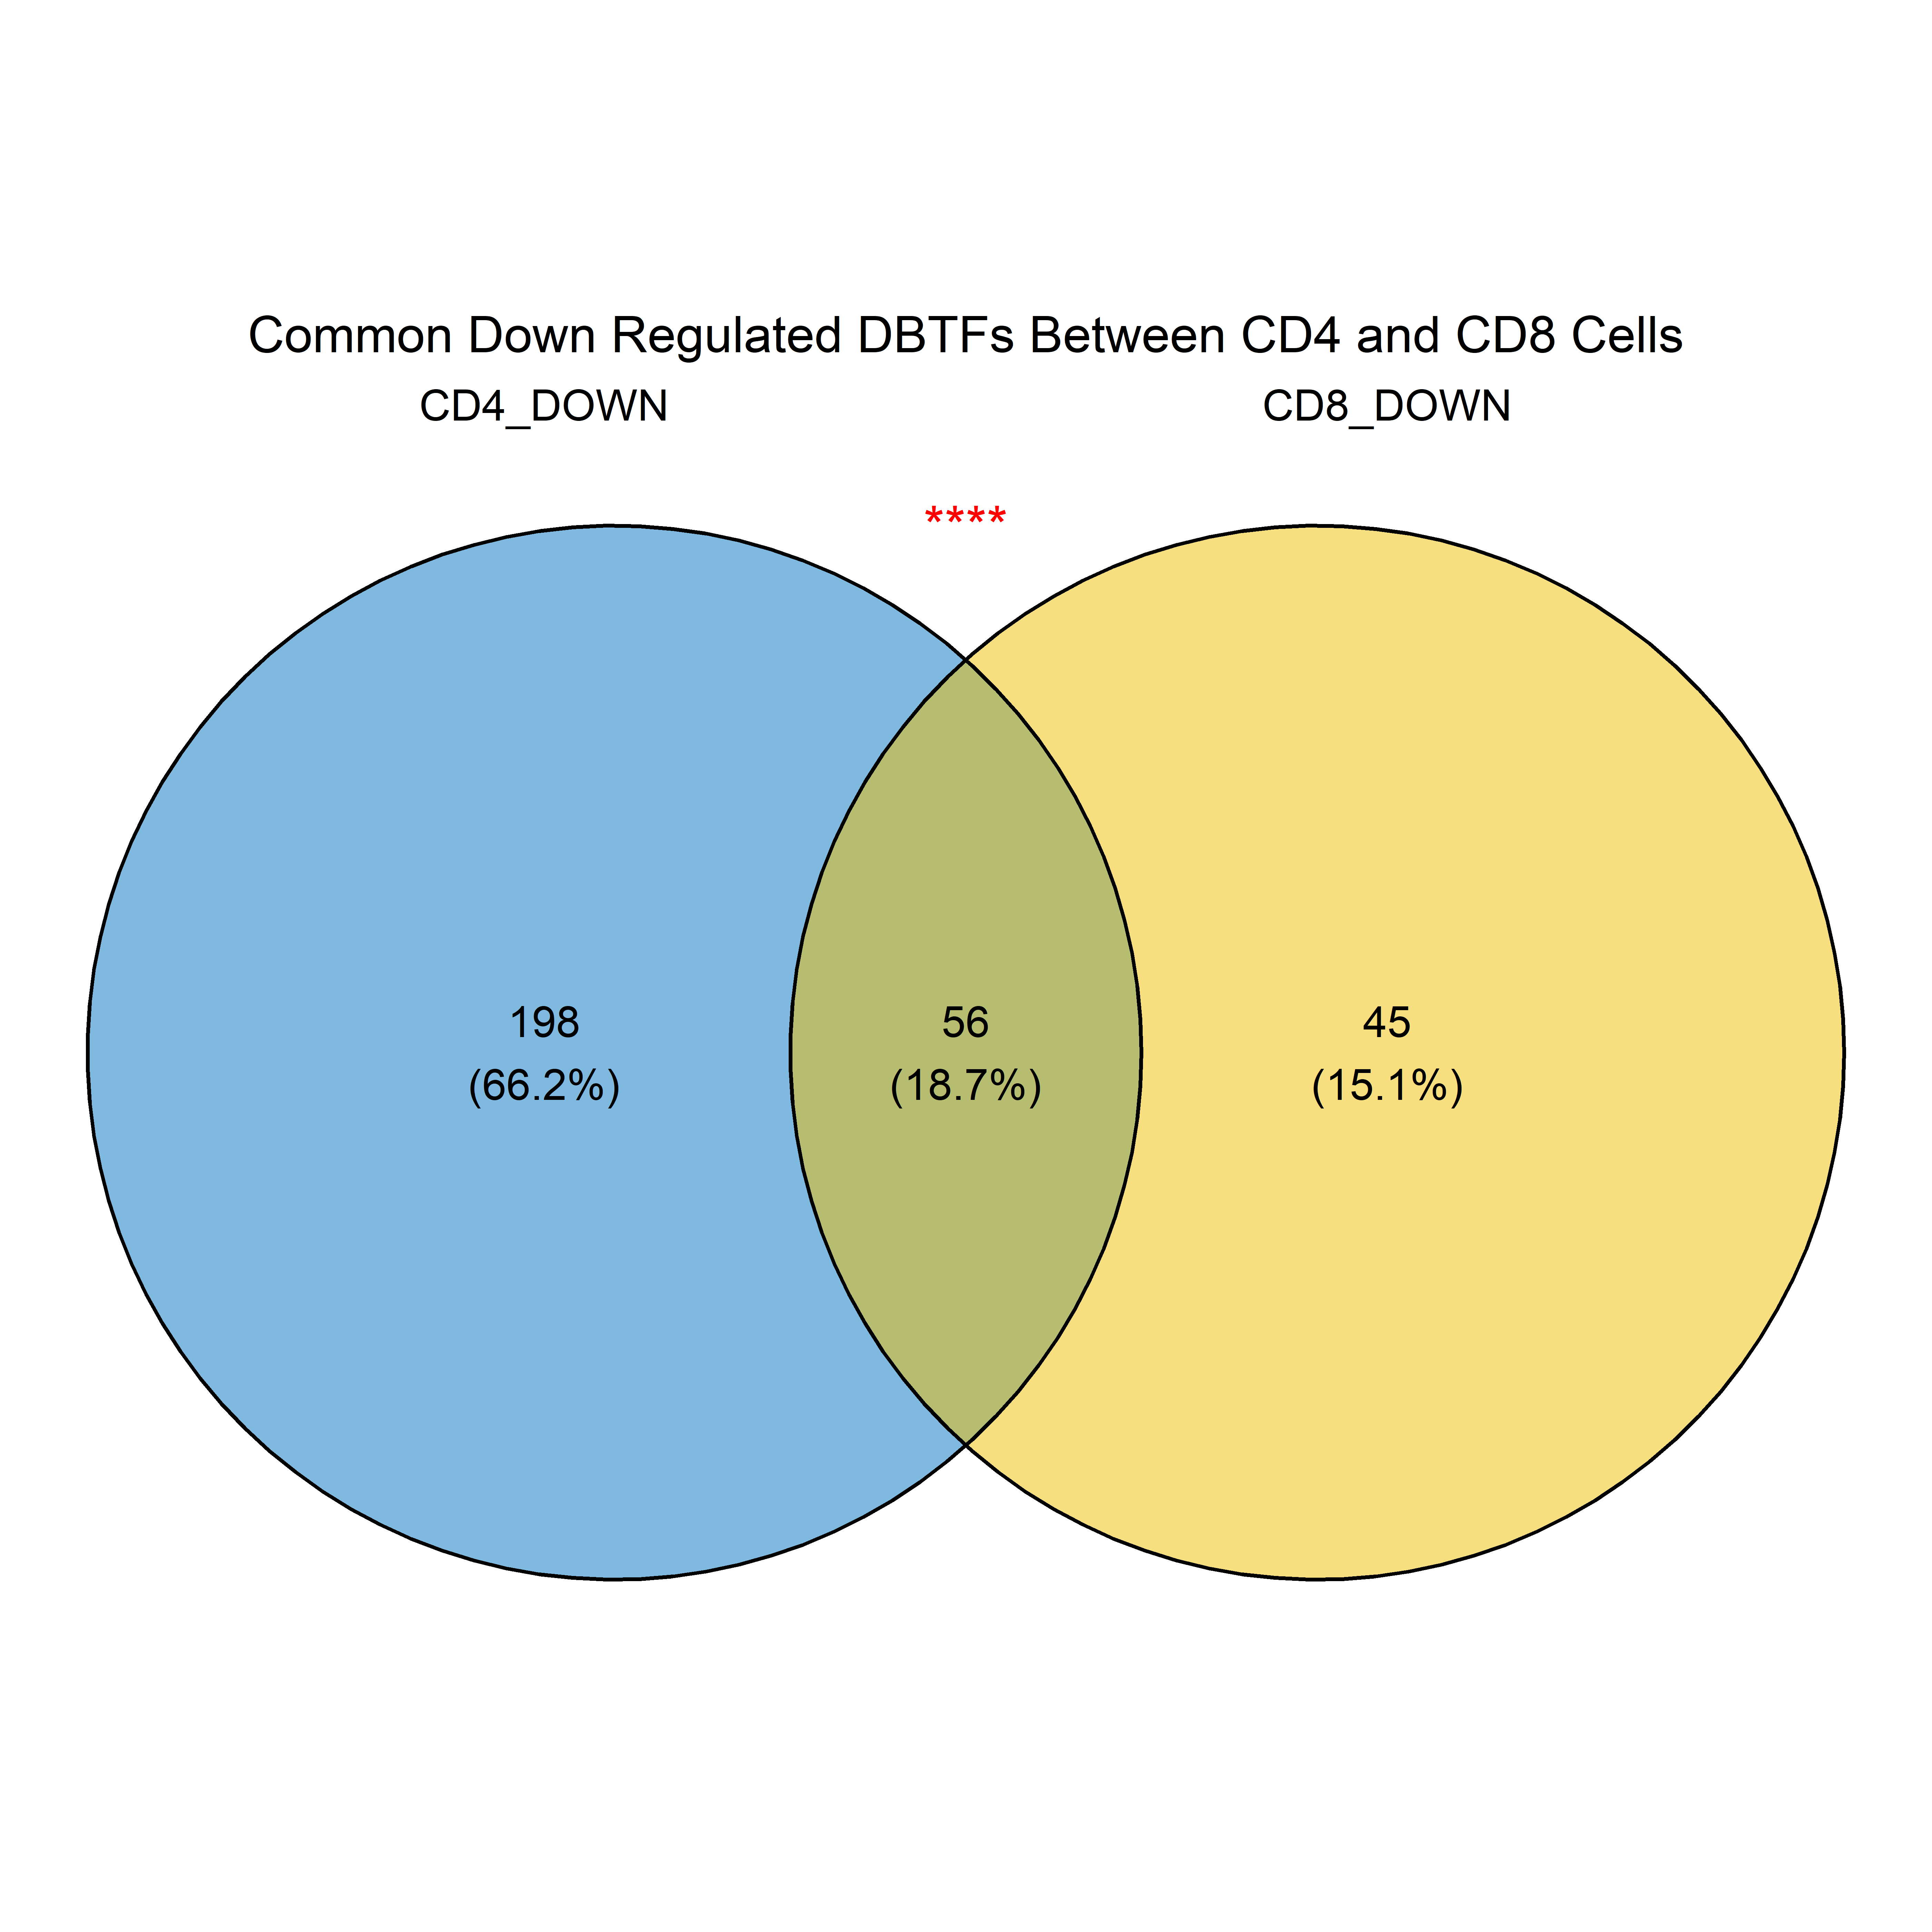 Common Down Regulated DBTFs Between CD4 and CD8 Cells
CD4_DOWN
CD8_DOWN
****
198
(66.2%)
56
(18.7%)
45
(15.1%)